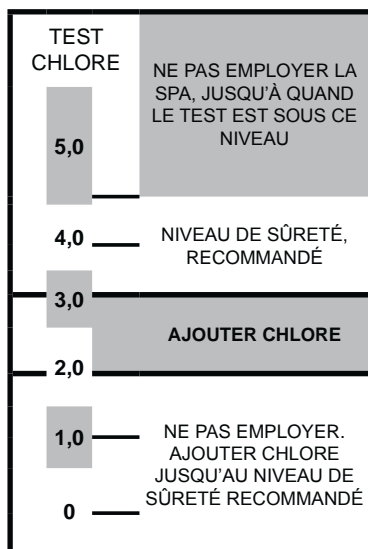 TEST
CHLORE
NE PAS EMPLOYER LA
SPA, JUSQU'À QUAND
LE TEST EST SOUS CE
NIVEAU
5,0
4,0
NIVEAU DE SÛRETÉ,
RECOMMANDÉ
3,0
AJOUTER CHLORE
2,0
1,0
NE PAS EMPLOYER.
AJOUTER CHLORE
JUSQU'AU NIVEAU DE
SÛRETÉ RECOMMANDÉ
0